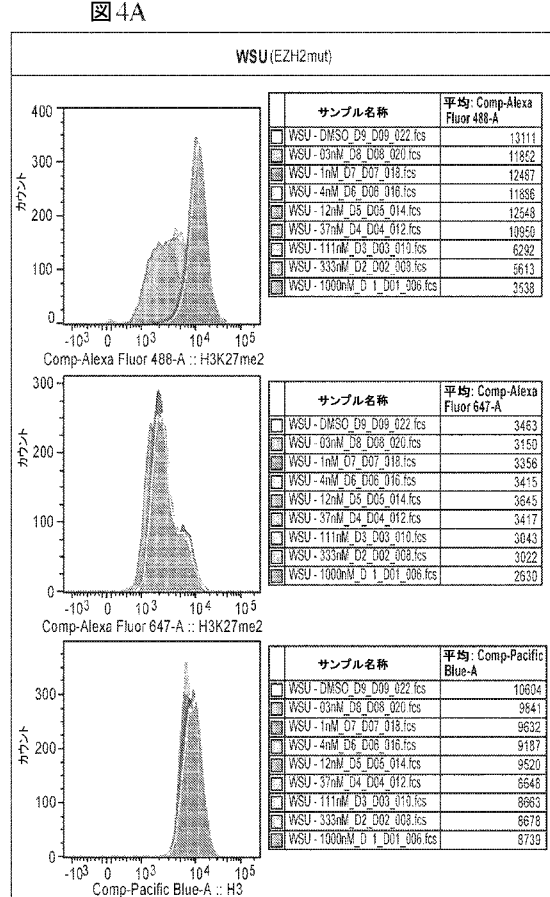 図4A
WSU (EZH2mut)
400
300
200
100
0
カウント
-10³ 0 10³ 10⁴ 10⁵
Comp-Alexa Fluor 488-A :: H3K27me2
サンプル名称 平均: Comp-Alexa Fluor 488-A
WSU - DMSO_D9_D09_022.fcs 13111
WSU - 03nM_D8_D08_020.fcs 11852
WSU - 1nM_D7_D07_018.fcs 12487
WSU - 4nM_D6_D06_016.fcs 11886
WSU - 12nM_D5_D05_014.fcs 12548
WSU - 37nM_D4_D04_012.fcs 10950
WSU - 111nM_D3_D03_010.fcs 6292
WSU - 333nM_D2_D02_008.fcs 5613
WSU - 1000nM_D 1_D01_006.fcs 3538
300
200
100
0
カウント
-10³ 0 10³ 10⁴ 10⁵
Comp-Alexa Fluor 647-A :: H3K27me2
サンプル名称 平均: Comp-Alexa Fluor 647-A
WSU - DMSO_D9_D09_022.fcs 3463
WSU - 03nM_D8_D08_020.fcs 3150
WSU - 1nM_D7_D07_018.fcs 3356
WSU - 4nM_D6_D06_016.fcs 3415
WSU - 12nM_D5_D05_014.fcs 3645
WSU - 37nM_D4_D04_012.fcs 3417
WSU - 111nM_D3_D03_010.fcs 3043
WSU - 333nM_D2_D02_008.fcs 3022
WSU - 1000nM_D 1_D01_006.fcs 2630
300
200
100
0
カウント
-10³ 0 10³ 10⁴ 10⁵
Comp-Pacific Blue-A :: H3
サンプル名称 平均: Comp-Pacific Blue-A
WSU - DMSO_D9_D09_022.fcs 10604
WSU - 03nM_D8_D08_020.fcs 9841
WSU - 1nM_D7_D07_018.fcs 9632
WSU - 4nM_D6_D06_016.fcs 9187
WSU - 12nM_D5_D05_014.fcs 9520
WSU - 37nM_D4_D04_012.fcs
WSU - 111nM_D3_D03_010.fcs 8663
WSU - 333nM_D2_D02_008.fcs 8678
WSU - 1000nM_D 1_D01_006.fcs 8739